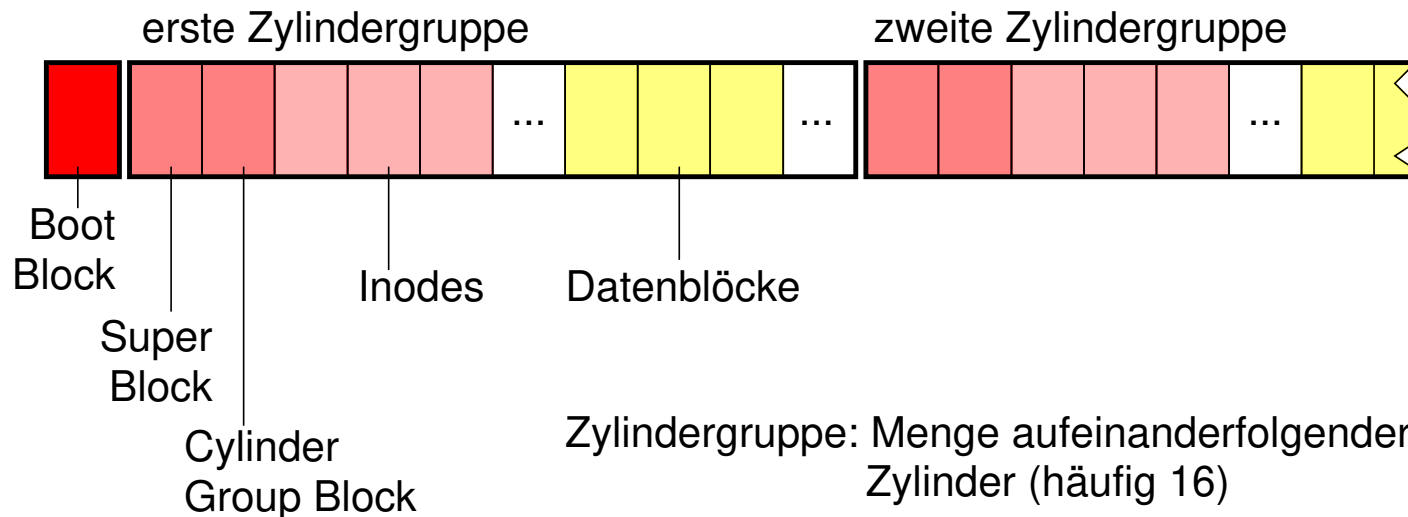 erste Zylindergruppe
zweite Zylindergruppe
...
...
...
Boot
Block
Inodes
Datenblöcke
Super
Block
Cylinder
Group Block
Zylindergruppe: Menge aufeinanderfolgender
Zylinder (häufig 16)